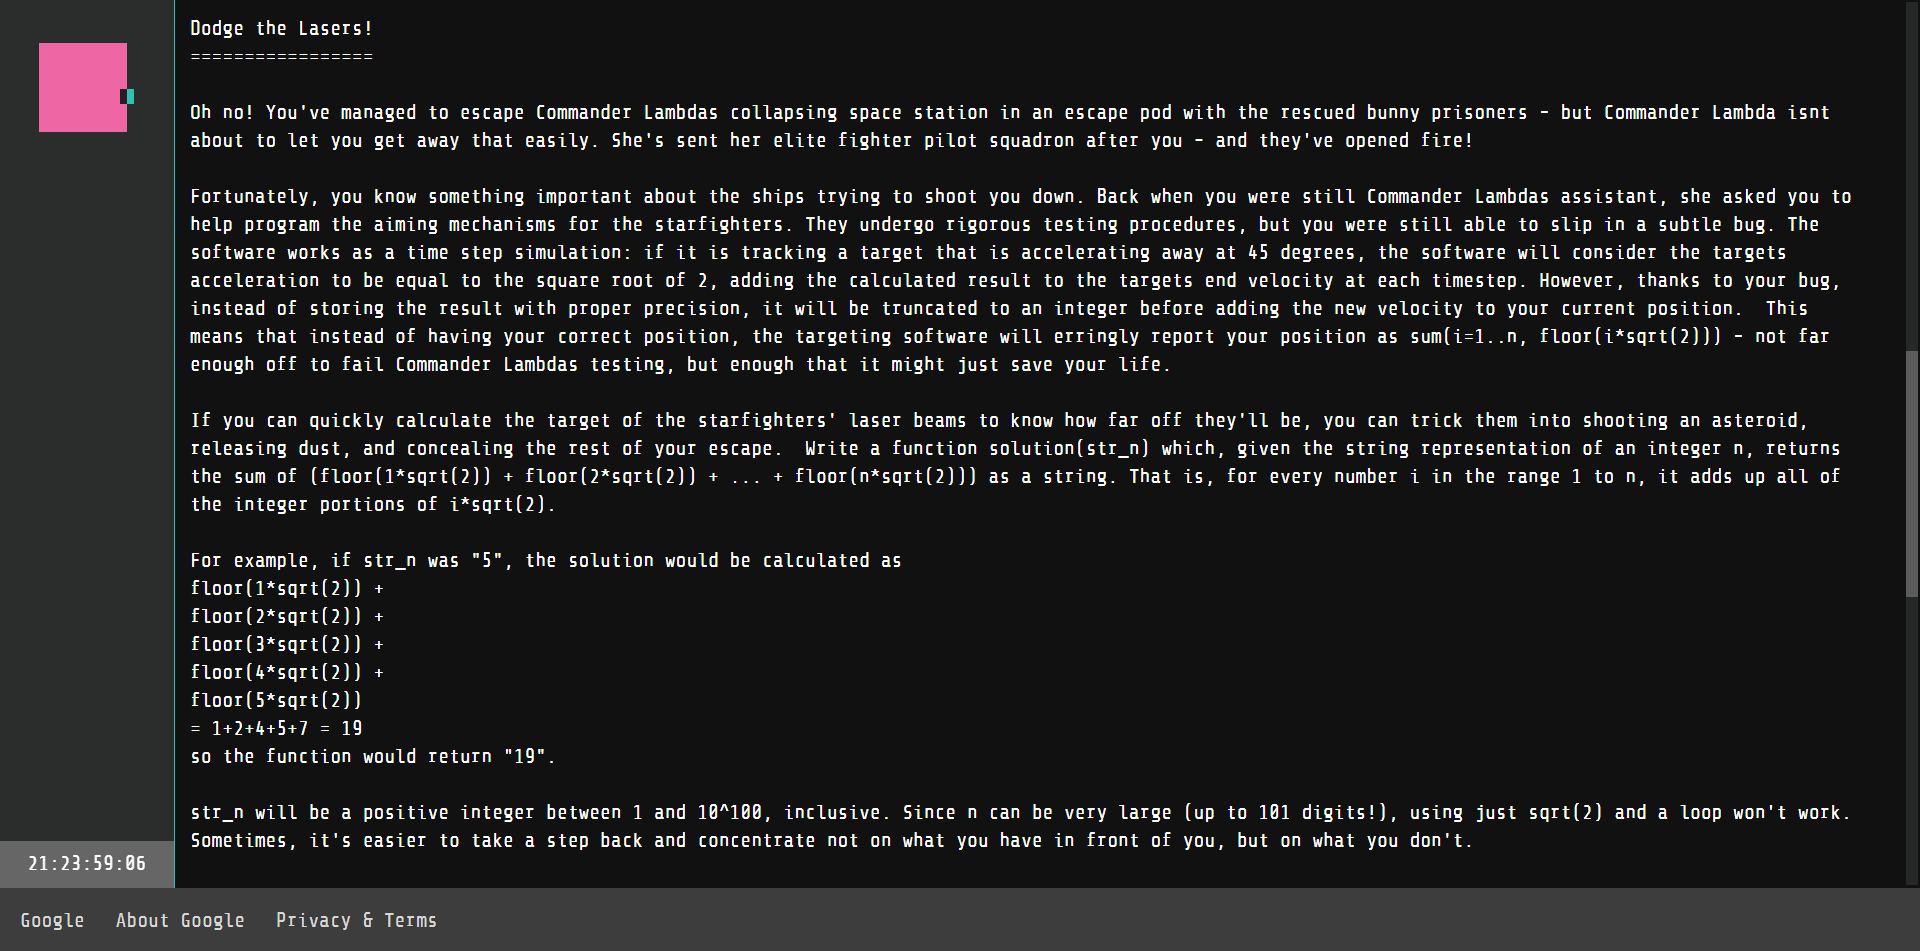 Dodge the Lasers!
=================
Oh no! You've managed to escape Commander Lambdas collapsing space station in an escape pod with the rescued bunny prisoners - but Commander Lambda isnt
about to let you get away that easily. She's sent her elite fighter pilot squadron after you - and they've opened fire!
Fortunately, you know something important about the ships trying to shoot you down. Back when you were still Commander Lambdas assistant, she asked you to
help program the aiming mechanisms for the starfighters. They undergo rigorous testing procedures, but you were still able to slip in a subtle bug. The
software works as a time step simulation: if it is tracking a target that is accelerating away at 45 degrees, the software will consider the targets
acceleration to be equal to the square root of 2, adding the calculated result to the targets end velocity at each timestep. However, thanks to your bug,
instead of storing the result with proper precision, it will be truncated to an integer before adding the new velocity to your current position.  This
means that instead of having your correct position, the targeting software will erringly report your position as sum(i=1..n, floor(i*sqrt(2))) - not far
enough off to fail Commander Lambdas testing, but enough that it might just save your life.
If you can quickly calculate the target of the starfighters' laser beams to know how far off they'll be, you can trick them into shooting an asteroid,
releasing dust, and concealing the rest of your escape.  Write a function solution(str_n) which, given the string representation of an integer n, returns
the sum of (floor(1*sqrt(2)) + floor(2*sqrt(2)) + ... + floor(n*sqrt(2))) as a string. That is, for every number i in the range 1 to n, it adds up all of
the integer portions of i*sqrt(2).
For example, if str_n was "5", the solution would be calculated as
floor(1*sqrt(2)) +
floor(2*sqrt(2)) +
floor(3*sqrt(2)) +
floor(4*sqrt(2)) +
floor(5*sqrt(2))
= 1+2+4+5+7 = 19
so the function would return "19".
str_n will be a positive integer between 1 and 10^100, inclusive. Since n can be very large (up to 101 digits!), using just sqrt(2) and a loop won't work.
Sometimes, it's easier to take a step back and concentrate not on what you have in front of you, but on what you don't.
21:23:59:06
Google About Google Privacy & Terms